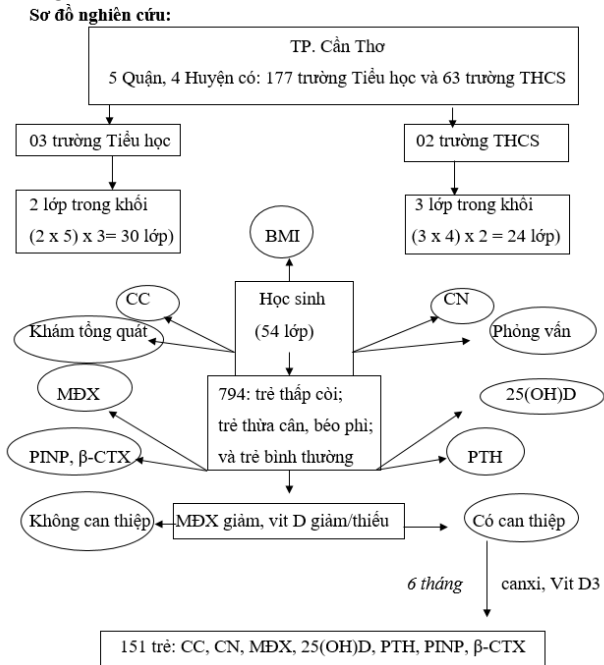 Sơ đồ nghiên cứu:
TP. Cần Thơ
5 Quận, 4 Huyện có: 177 trường Tiểu học và 63 trường THCS
03 trường Tiểu học
02 trường THCS
2 lớp trong khối
(2 x 5) x 3= 30 lớp)
3 lớp trong khối
(3 x 4) x 2 = 24 lớp)
BMI
Học sinh
(54 lớp)
CC
CN
Khám tổng quát
Phỏng vấn
MĐX
794: trẻ thấp còi;
trẻ thừa cân, béo phì;
và trẻ bình thường
25(OH)D
PINP, β-CTX
PTH
Không can thiệp
MĐX giảm, vit D giảm/thiếu
Có can thiệp
6 tháng
canxi, Vit D3
151 trẻ: CC, CN, MĐX, 25(OH)D, PTH, PINP, β-CTX